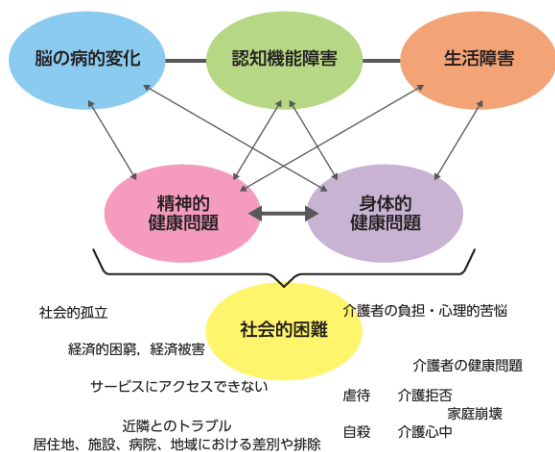 脳の病的変化
認知機能障害
生活障害
精神的
健康問題
身体的
健康問題
社会的困難
社会的孤立
経済的困窮，経済被害
サービスにアクセスできない
近隣とのトラブル
居住地、施設、病院、地域における差別や排除
介護者の負担・心理的苦悩
介護者の健康問題
虐待 介護拒否
家庭崩壊
自殺 介護心中